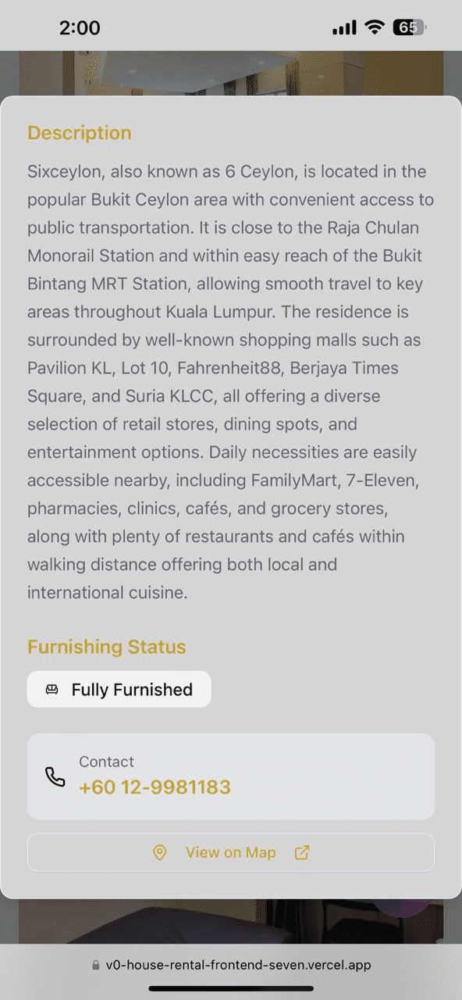 2:00
65
Description
Sixceylon, also known as 6 Ceylon, is located in the
popular Bukit Ceylon area with convenient access to
public transportation. It is close to the Raja Chulan
Monorail Station and within easy reach of the Bukit
Bintang MRT Station, allowing smooth travel to key
areas throughout Kuala Lumpur. The residence is
surrounded by well-known shopping malls such as
Pavilion KL, Lot 10, Fahrenheit88, Berjaya Times
Square, and Suria KLCC, all offering a diverse
selection of retail stores, dining spots, and
entertainment options. Daily necessities are easily
accessible nearby, including FamilyMart, 7-Eleven,
pharmacies, clinics, cafés, and grocery stores,
along with plenty of restaurants and cafés within
walking distance offering both local and
international cuisine.
Furnishing Status
Fully Furnished
Contact
+60 12-9981183
View on Map
v0-house-rental-frontend-seven.vercel.app